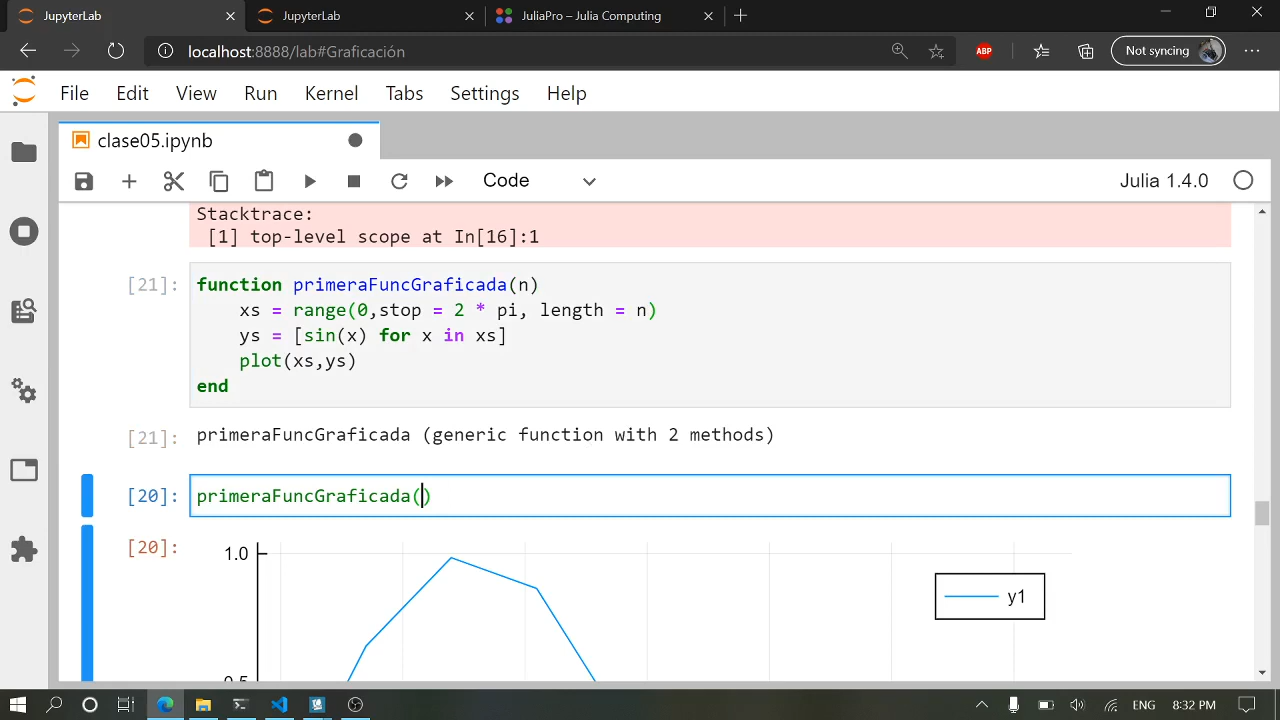 JupyterLab
JupyterLab
JuliaPro – Julia Computing
localhost:8888/lab#Graficación
ABP
Not syncing
File Edit View Run Kernel Tabs Settings Help
clase05.ipynb
Code
Julia 1.4.0
Stacktrace:
[1] top-level scope at In[16]:1
[21]: function primeraFuncGraficada(n)
xs = range(0,stop = 2 * pi, length = n)
ys = [sin(x) for x in xs]
plot(xs,ys)
end
[21]: primeraFuncGraficada (generic function with 2 methods)
[20]: primeraFuncGraficada()
[20]:
1.0
y1
0.5
ENG 8:32 PM